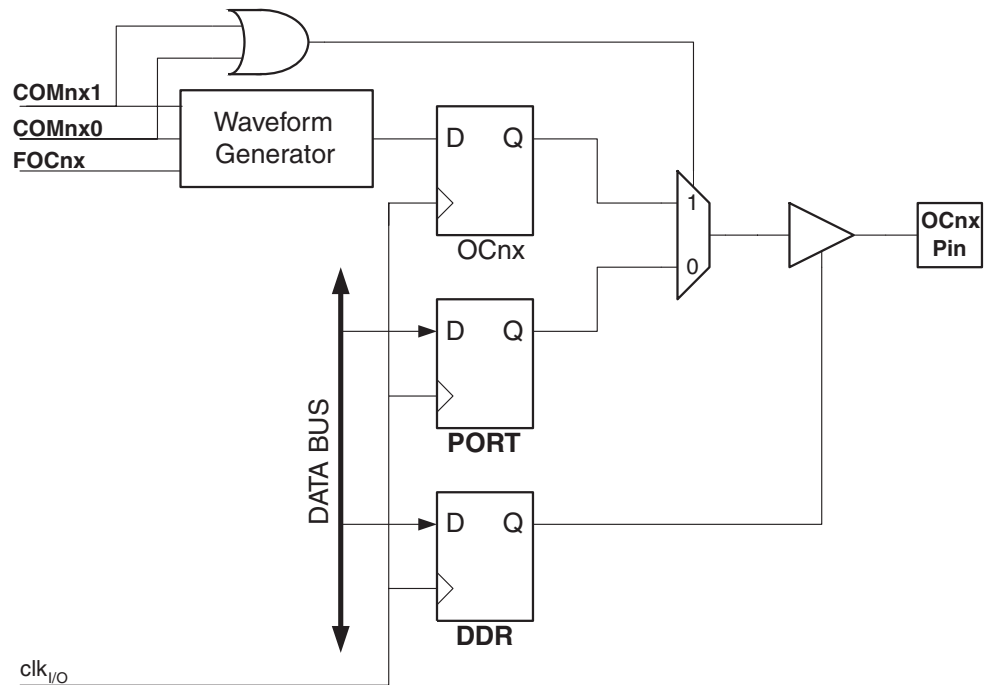 COMnx1
COMnx0
FOCnx
Waveform
Generator
D Q
OCnx
1
0
OCnx
Pin
DATA BUS
D Q
PORT
D Q
DDR
clkI/O